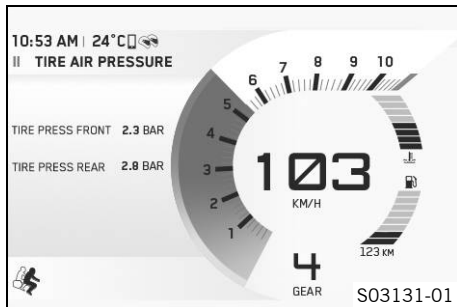 10:53 AM | 24°C
II TIRE AIR PRESSURE
TIRE PRESS FRONT 2.3 BAR
TIRE PRESS REAR 2.8 BAR
1
2
3
4
5
6
7
8
9
10
103
KM/H
123 KM
4
GEAR
S03131-01